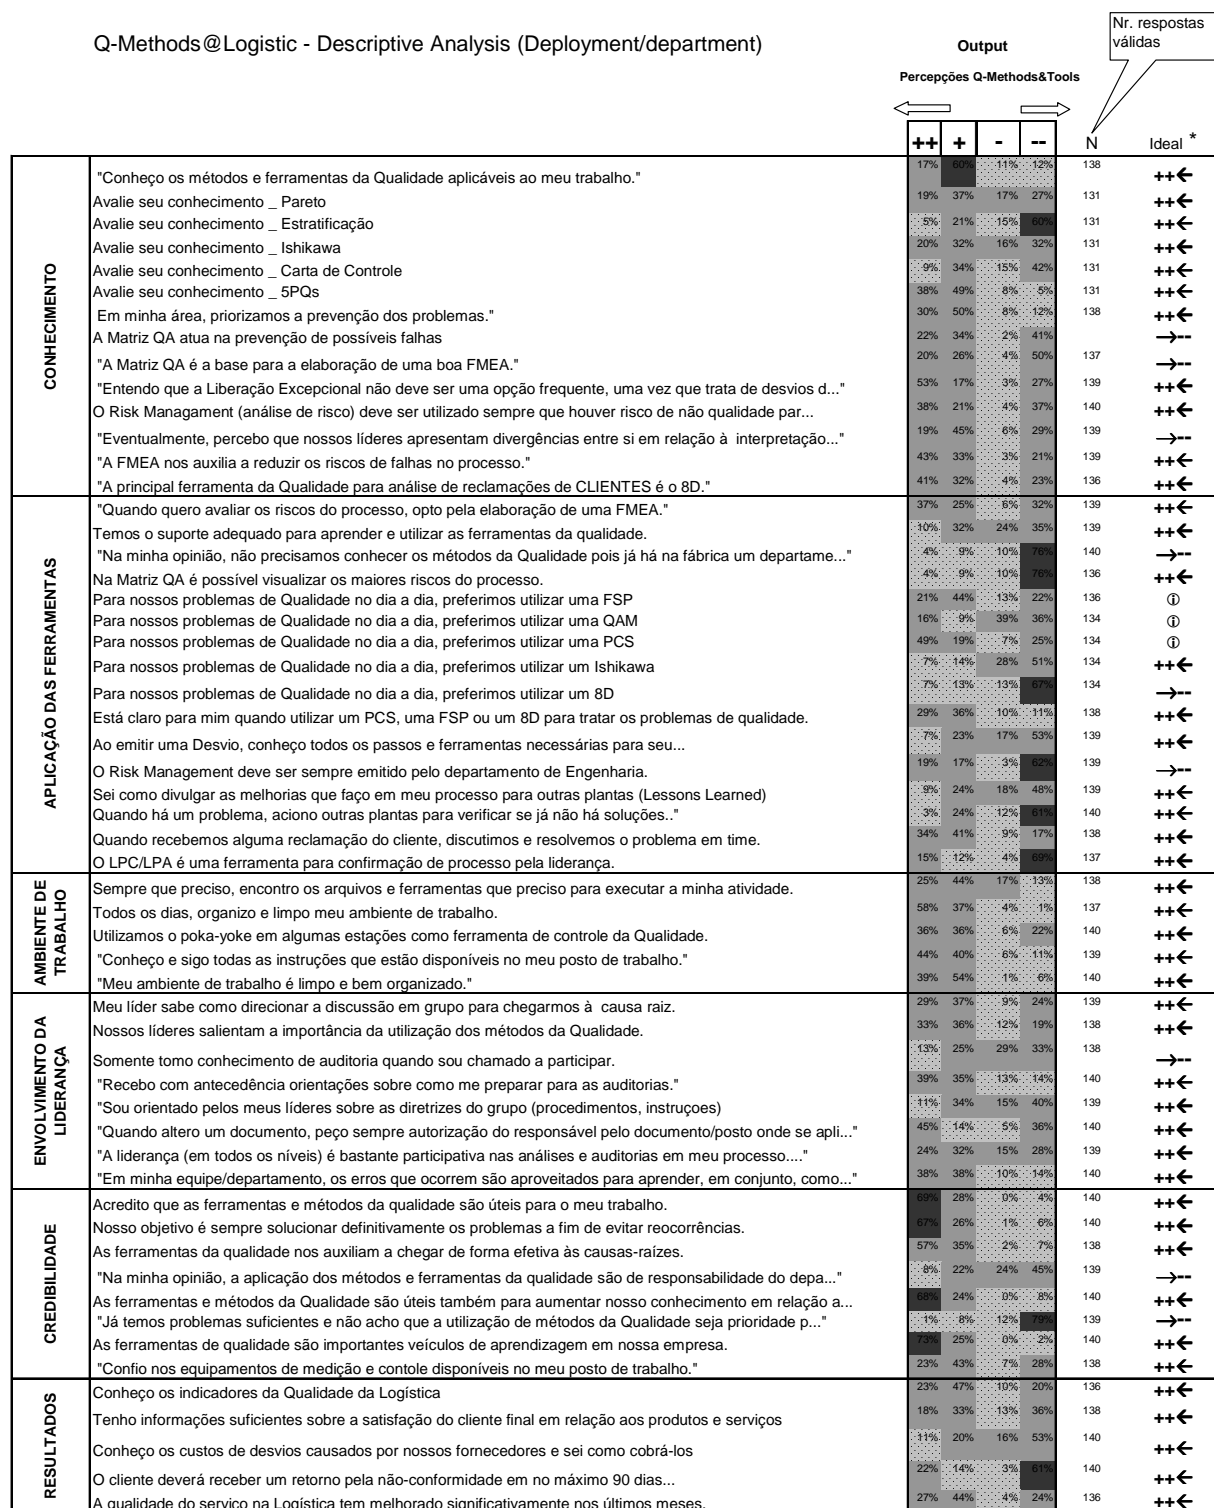 Nr. respostas
válidas
Q-Methods@Logistic - Descriptive Analysis (Deployment/department)
Output
Percepções Q-Methods&Tools
++ + - -- N Ideal *
CONHECIMENTO
"Conheço os métodos e ferramentas da Qualidade aplicáveis ao meu trabalho." 17% 60% 11% 12% 138 ++←
Avalie seu conhecimento _ Pareto 19% 37% 17% 27% 131 ++←
Avalie seu conhecimento _ Estratificação 5% 21% 15% 60% 131 ++←
Avalie seu conhecimento _ Ishikawa 20% 32% 16% 32% 131 ++←
Avalie seu conhecimento _ Carta de Controle 9% 34% 15% 42% 131 ++←
Avalie seu conhecimento _ 5PQs 38% 49% 8% 5% 131 ++←
Em minha área, priorizamos a prevenção dos problemas." 30% 50% 8% 12% 138 ++←
A Matriz QA atua na prevenção de possíveis falhas 22% 34% 2% 41% →--
"A Matriz QA é a base para a elaboração de uma boa FMEA." 20% 26% 4% 50% 137 →--
"Entendo que a Liberação Excepcional não deve ser uma opção frequente, uma vez que trata de desvios d..." 53% 17% 3% 27% 139 ++←
O Risk Managament (análise de risco) deve ser utilizado sempre que houver risco de não qualidade par... 38% 21% 4% 37% 140 ++←
"Eventualmente, percebo que nossos líderes apresentam divergências entre si em relação à interpretação..." 19% 45% 6% 29% 139 →--
"A FMEA nos auxilia a reduzir os riscos de falhas no processo." 43% 33% 3% 21% 139 ++←
"A principal ferramenta da Qualidade para análise de reclamações de CLIENTES é o 8D." 41% 32% 4% 23% 136 ++←
APLICAÇÃO DAS FERRAMENTAS
"Quando quero avaliar os riscos do processo, opto pela elaboração de uma FMEA." 37% 25% 6% 32% 139 ++←
Temos o suporte adequado para aprender e utilizar as ferramentas da qualidade. 10% 32% 24% 35% 139 ++←
"Na minha opinião, não precisamos conhecer os métodos da Qualidade pois já há na fábrica um departame..." 4% 9% 10% 76% 140 →--
Na Matriz QA é possível visualizar os maiores riscos do processo. 4% 9% 10% 76% 136 ++←
Para nossos problemas de Qualidade no dia a dia, preferimos utilizar uma FSP 21% 44% 13% 22% 136 ⓘ
Para nossos problemas de Qualidade no dia a dia, preferimos utilizar uma QAM 16% 9% 39% 36% 134 ⓘ
Para nossos problemas de Qualidade no dia a dia, preferimos utilizar uma PCS 49% 19% 7% 25% 134 ⓘ
Para nossos problemas de Qualidade no dia a dia, preferimos utilizar um Ishikawa 7% 14% 28% 51% 134 ++←
Para nossos problemas de Qualidade no dia a dia, preferimos utilizar um 8D 7% 13% 13% 67% 134 →--
Está claro para mim quando utilizar um PCS, uma FSP ou um 8D para tratar os problemas de qualidade. 29% 36% 10% 11% 138 ++←
Ao emitir uma Desvio, conheço todos os passos e ferramentas necessárias para seu... 7% 23% 17% 53% 139 ++←
O Risk Management deve ser sempre emitido pelo departamento de Engenharia. 19% 17% 3% 62% 139 →--
Sei como divulgar as melhorias que faço em meu processo para outras plantas (Lessons Learned) 9% 24% 18% 48% 139 ++←
Quando há um problema, aciono outras plantas para verificar se já não há soluções.." 3% 24% 12% 61% 140 ++←
Quando recebemos alguma reclamação do cliente, discutimos e resolvemos o problema em time. 34% 41% 9% 17% 138 ++←
O LPC/LPA é uma ferramenta para confirmação de processo pela liderança. 15% 12% 4% 69% 137 ++←
AMBIENTE DE TRABALHO
Sempre que preciso, encontro os arquivos e ferramentas que preciso para executar a minha atividade. 25% 44% 17% 13% 138 ++←
Todos os dias, organizo e limpo meu ambiente de trabalho. 58% 37% 4% 1% 137 ++←
Utilizamos o poka-yoke em algumas estações como ferramenta de controle da Qualidade. 36% 36% 6% 22% 140 ++←
"Conheço e sigo todas as instruções que estão disponíveis no meu posto de trabalho." 44% 40% 6% 11% 139 ++←
"Meu ambiente de trabalho é limpo e bem organizado." 39% 54% 1% 6% 140 ++←
ENVOLVIMENTO DA LIDERANÇA
Meu líder sabe como direcionar a discussão em grupo para chegarmos à causa raiz. 29% 37% 9% 24% 139 ++←
Nossos líderes salientam a importância da utilização dos métodos da Qualidade. 33% 36% 12% 19% 138 ++←
Somente tomo conhecimento de auditoria quando sou chamado a participar. 13% 25% 29% 33% 138 →--
"Recebo com antecedência orientações sobre como me preparar para as auditorias." 39% 35% 13% 14% 140 ++←
"Sou orientado pelos meus líderes sobre as diretrizes do grupo (procedimentos, instruçoes) 11% 34% 15% 40% 139 ++←
"Quando altero um documento, peço sempre autorização do responsável pelo documento/posto onde se apli..." 45% 14% 5% 36% 140 ++←
"A liderança (em todos os níveis) é bastante participativa nas análises e auditorias em meu processo...." 24% 32% 15% 28% 139 ++←
"Em minha equipe/departamento, os erros que ocorrem são aproveitados para aprender, em conjunto, como..." 38% 38% 10% 14% 140 ++←
CREDIBILIDADE
Acredito que as ferramentas e métodos da qualidade são úteis para o meu trabalho. 69% 28% 0% 4% 140 ++←
Nosso objetivo é sempre solucionar definitivamente os problemas a fim de evitar reocorrências. 67% 26% 1% 6% 140 ++←
As ferramentas da qualidade nos auxiliam a chegar de forma efetiva às causas-raízes. 57% 35% 2% 7% 138 ++←
"Na minha opinião, a aplicação dos métodos e ferramentas da qualidade são de responsabilidade do depa..." 8% 22% 24% 45% 139 →--
As ferramentas e métodos da Qualidade são úteis também para aumentar nosso conhecimento em relação a... 68% 24% 0% 8% 140 ++←
"Já temos problemas suficientes e não acho que a utilização de métodos da Qualidade seja prioridade p..." 1% 8% 12% 79% 139 →--
As ferramentas de qualidade são importantes veículos de aprendizagem em nossa empresa. 73% 25% 0% 2% 140 ++←
"Confio nos equipamentos de medição e contole disponíveis no meu posto de trabalho." 23% 43% 7% 28% 138 ++←
RESULTADOS
Conheço os indicadores da Qualidade da Logística 23% 47% 10% 20% 136 ++←
Tenho informações suficientes sobre a satisfação do cliente final em relação aos produtos e serviços 18% 33% 13% 36% 138 ++←
Conheço os custos de desvios causados por nossos fornecedores e sei como cobrá-los 11% 20% 16% 53% 140 ++←
O cliente deverá receber um retorno pela não-conformidade em no máximo 90 dias... 22% 14% 3% 61% 140 ++←
A qualidade do serviço na Logística tem melhorado significativamente nos últimos meses. 27% 44% 4% 24% 136 ++←